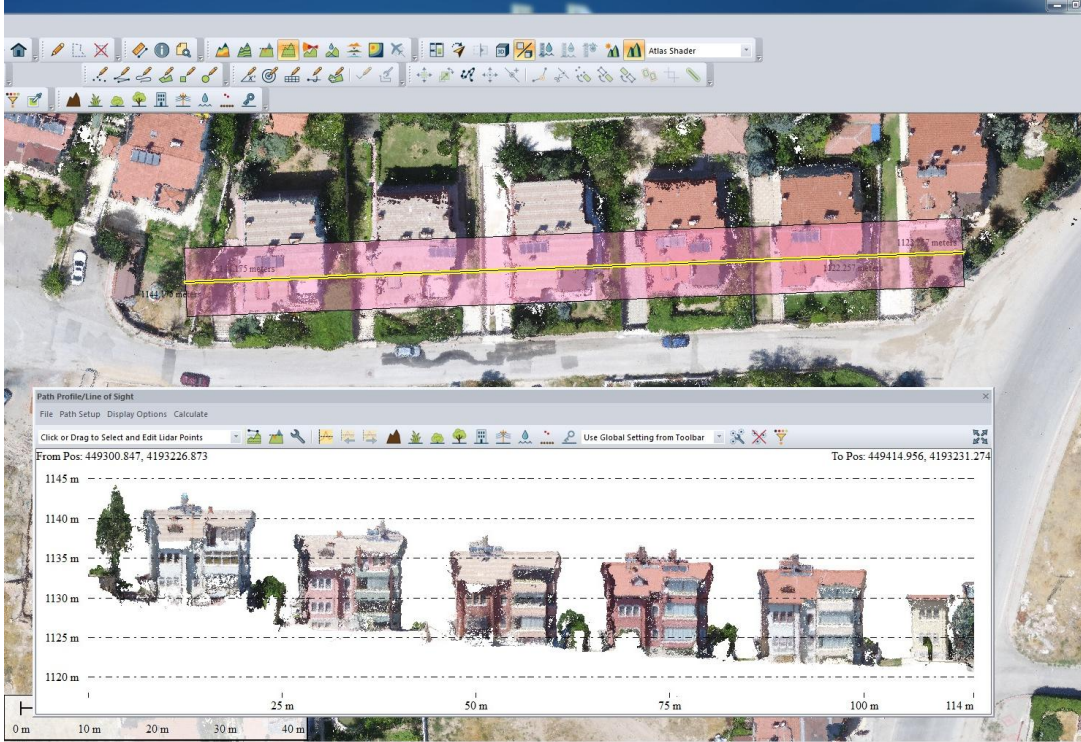 Atlas Shader
1122.257 meters
Path Profile/Line of Sight
File Path Setup Display Options Calculate
Click or Drag to Select and Edit Lidar Points
Use Global Setting from Toolbar
From Pos: 449300.847, 4193226.873
To Pos: 449414.956, 4193231.274
1145 m
1140 m
1135 m
1130 m
1125 m
1120 m
25 m
50 m
75 m
100 m
114 m
0 m
10 m
20 m
30 m
40 m